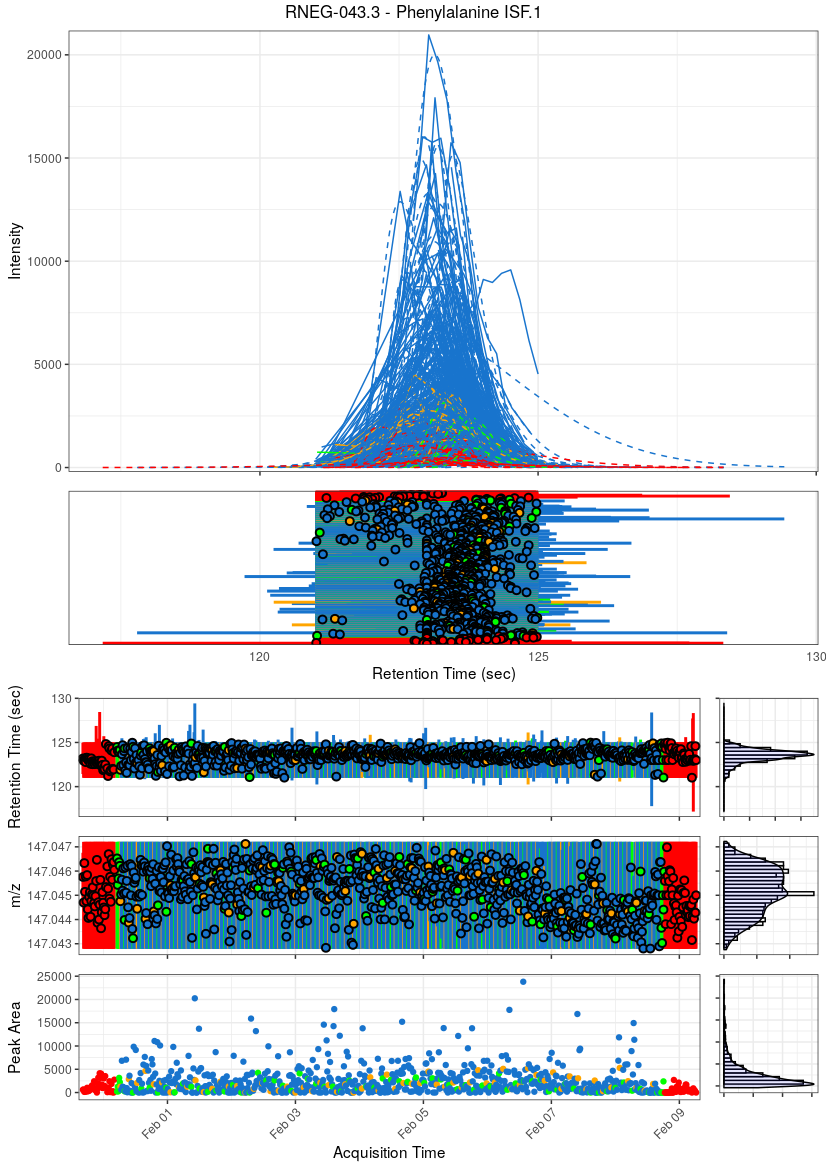 RNEG-043.3 - Phenylalanine ISF.1
20000
15000
10000
5000
0
Intensity
120
125
130
Retention Time (sec)
130
125
120
Retention Time (sec)
147.047
147.046
147.045
147.044
147.043
m/z
25000
20000
15000
10000
5000
0
Peak Area
Feb 01
Feb 03
Feb 05
Feb 07
Feb 09
Acquisition Time